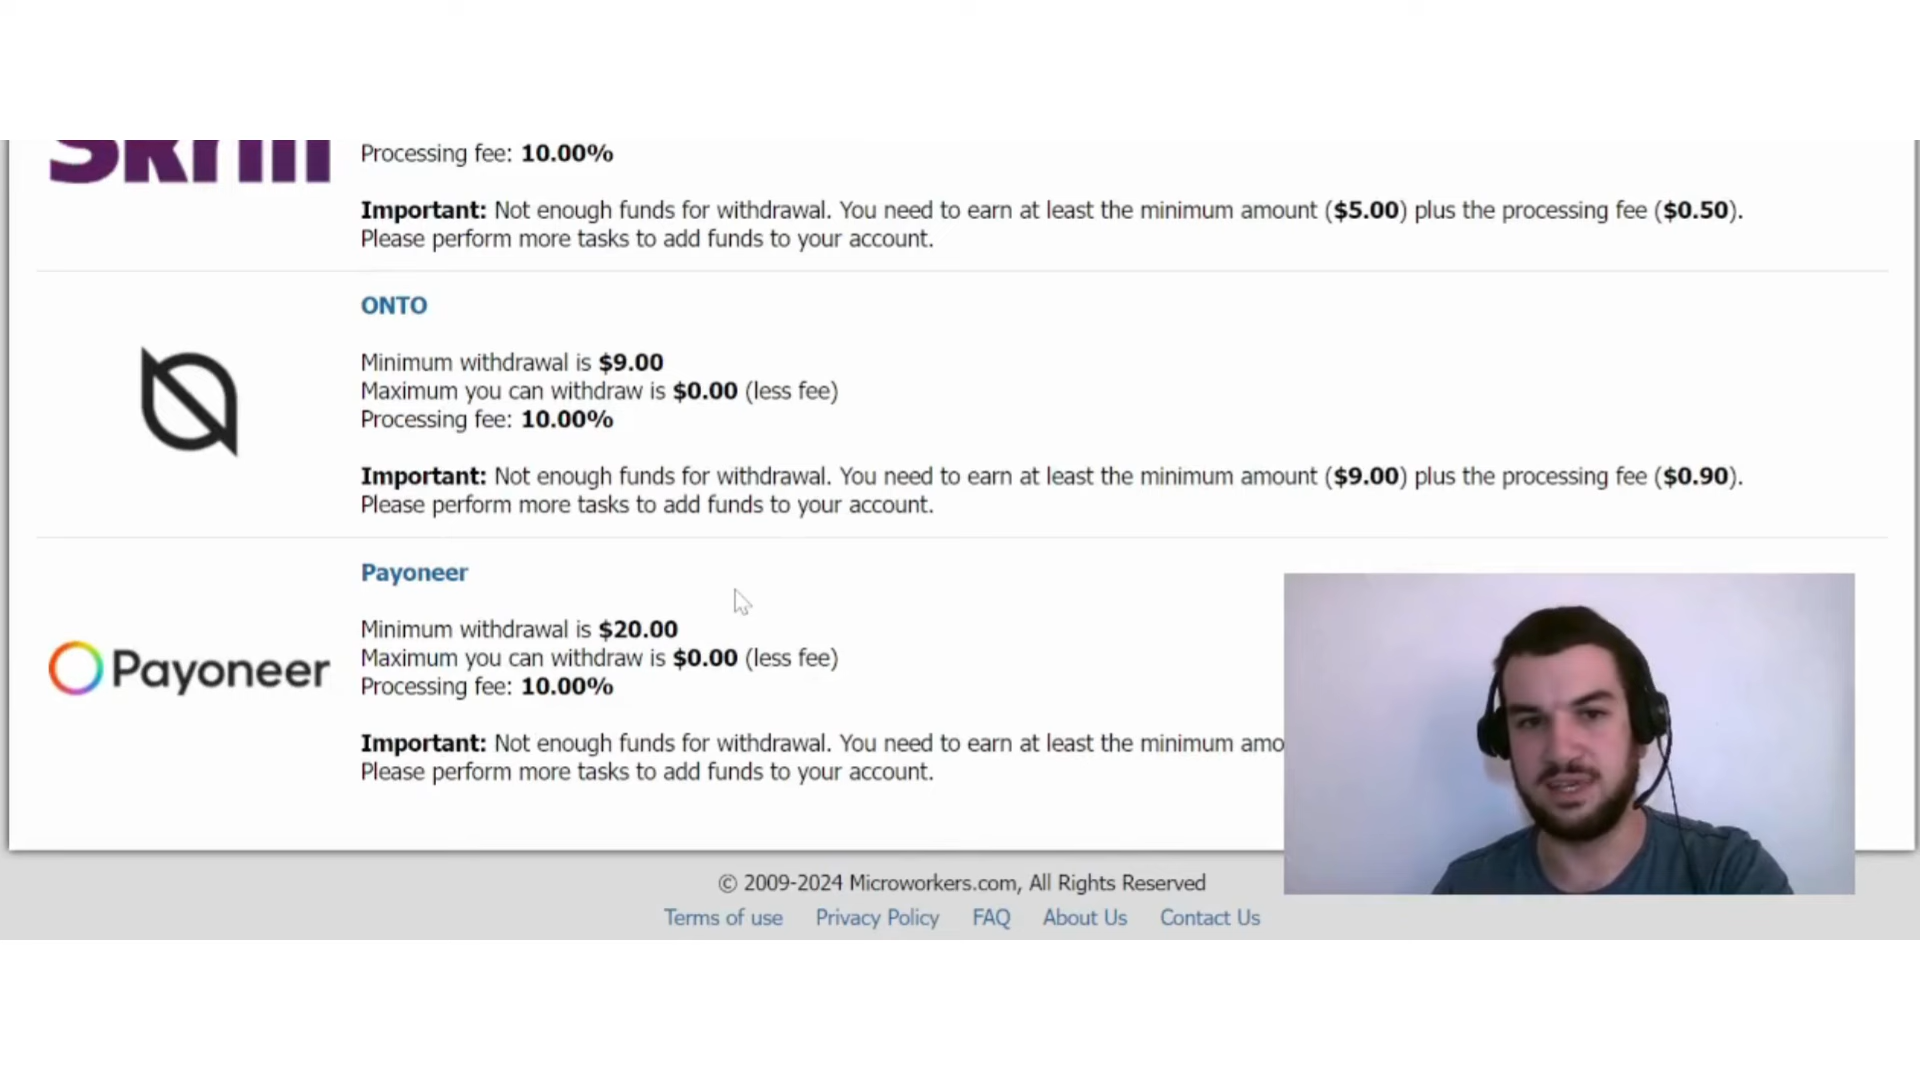 Skrill
Processing fee: 10.00%
Important: Not enough funds for withdrawal. You need to earn at least the minimum amount ($5.00) plus the processing fee ($0.50).
Please perform more tasks to add funds to your account.
ONTO
Minimum withdrawal is $9.00
Maximum you can withdraw is $0.00 (less fee)
Processing fee: 10.00%
Important: Not enough funds for withdrawal. You need to earn at least the minimum amount ($9.00) plus the processing fee ($0.90).
Please perform more tasks to add funds to your account.
Payoneer
Payoneer
Minimum withdrawal is $20.00
Maximum you can withdraw is $0.00 (less fee)
Processing fee: 10.00%
Important: Not enough funds for withdrawal. You need to earn at least the minimum amo
Please perform more tasks to add funds to your account.
© 2009-2024 Microworkers.com, All Rights Reserved
Terms of use Privacy Policy FAQ About Us Contact Us